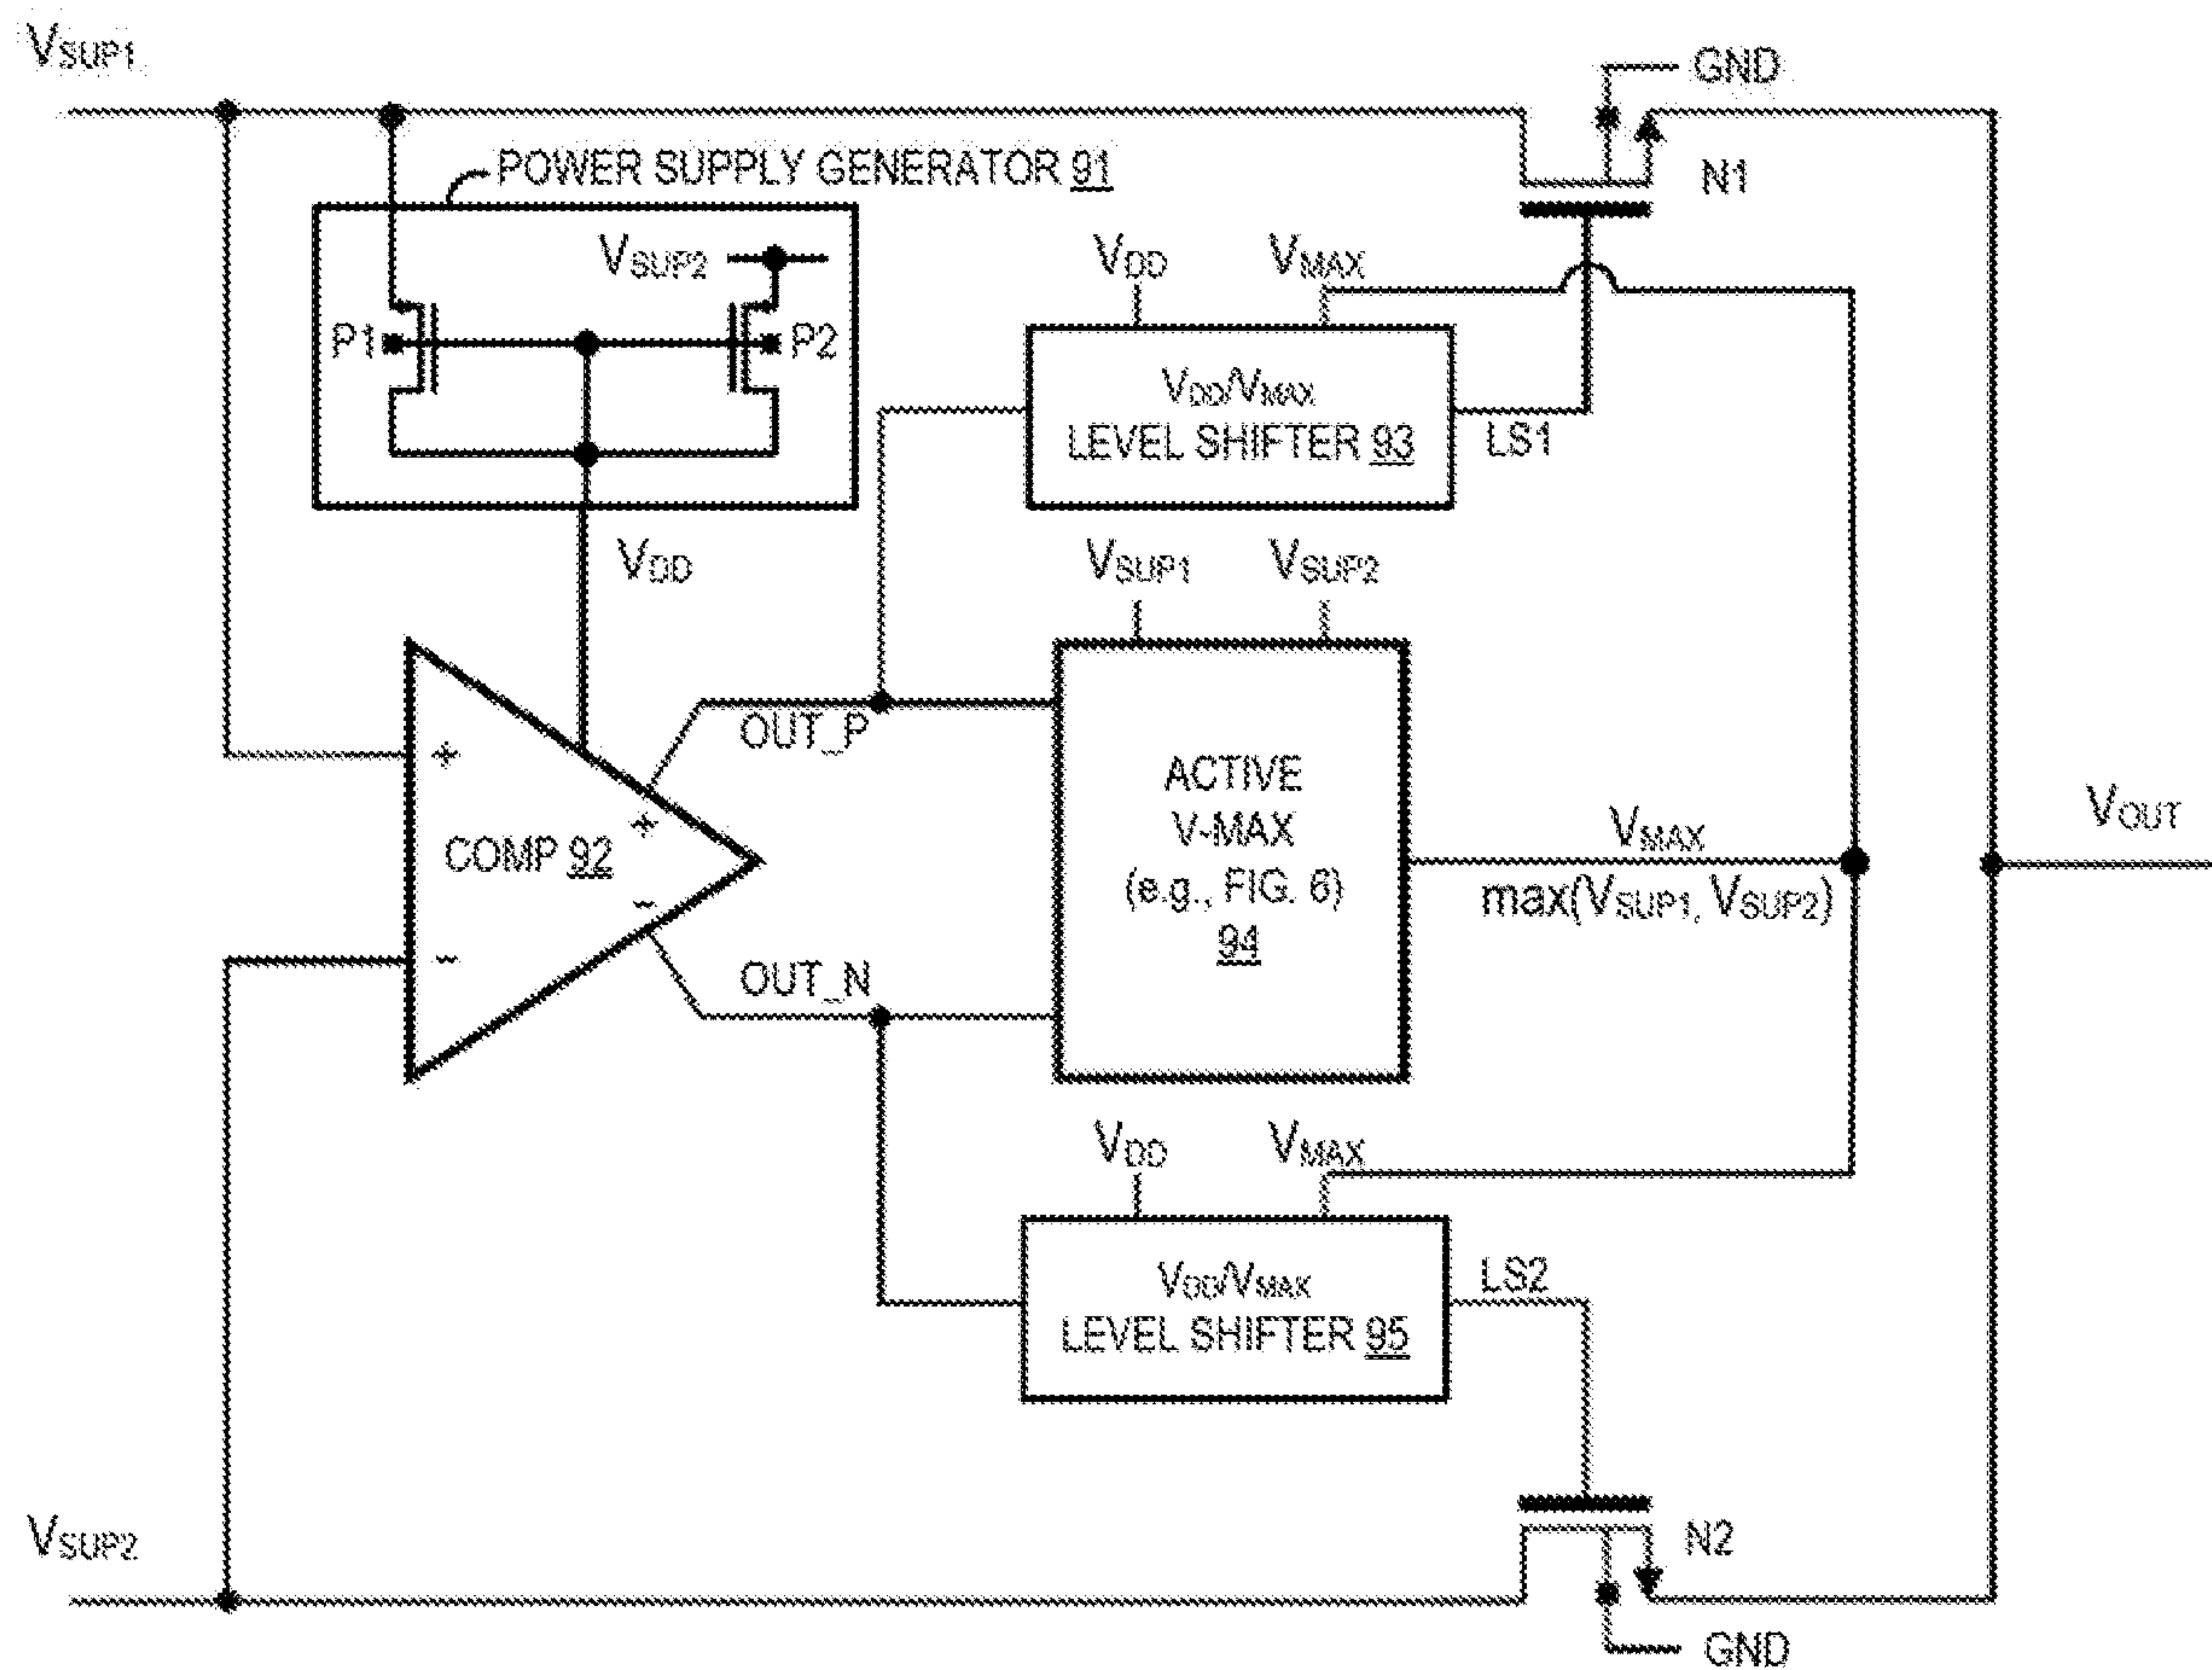 VSUP1
GND
POWER SUPPLY GENERATOR 91
N1
VSUP2
VDD
VMAX
P1
P2
VDD/VMAX
LEVEL SHIFTER 93
LS1
VDD
VSUP1
VSUP2
OUT_P
+
+
COMP 92
-
-
ACTIVE
V-MAX
(e.g., FIG. 6)
94
VMAX
max(VSUP1, VSUP2)
VOUT
OUT_N
VDD
VMAX
VDD/VMAX
LEVEL SHIFTER 95
LS2
VSUP2
N2
GND